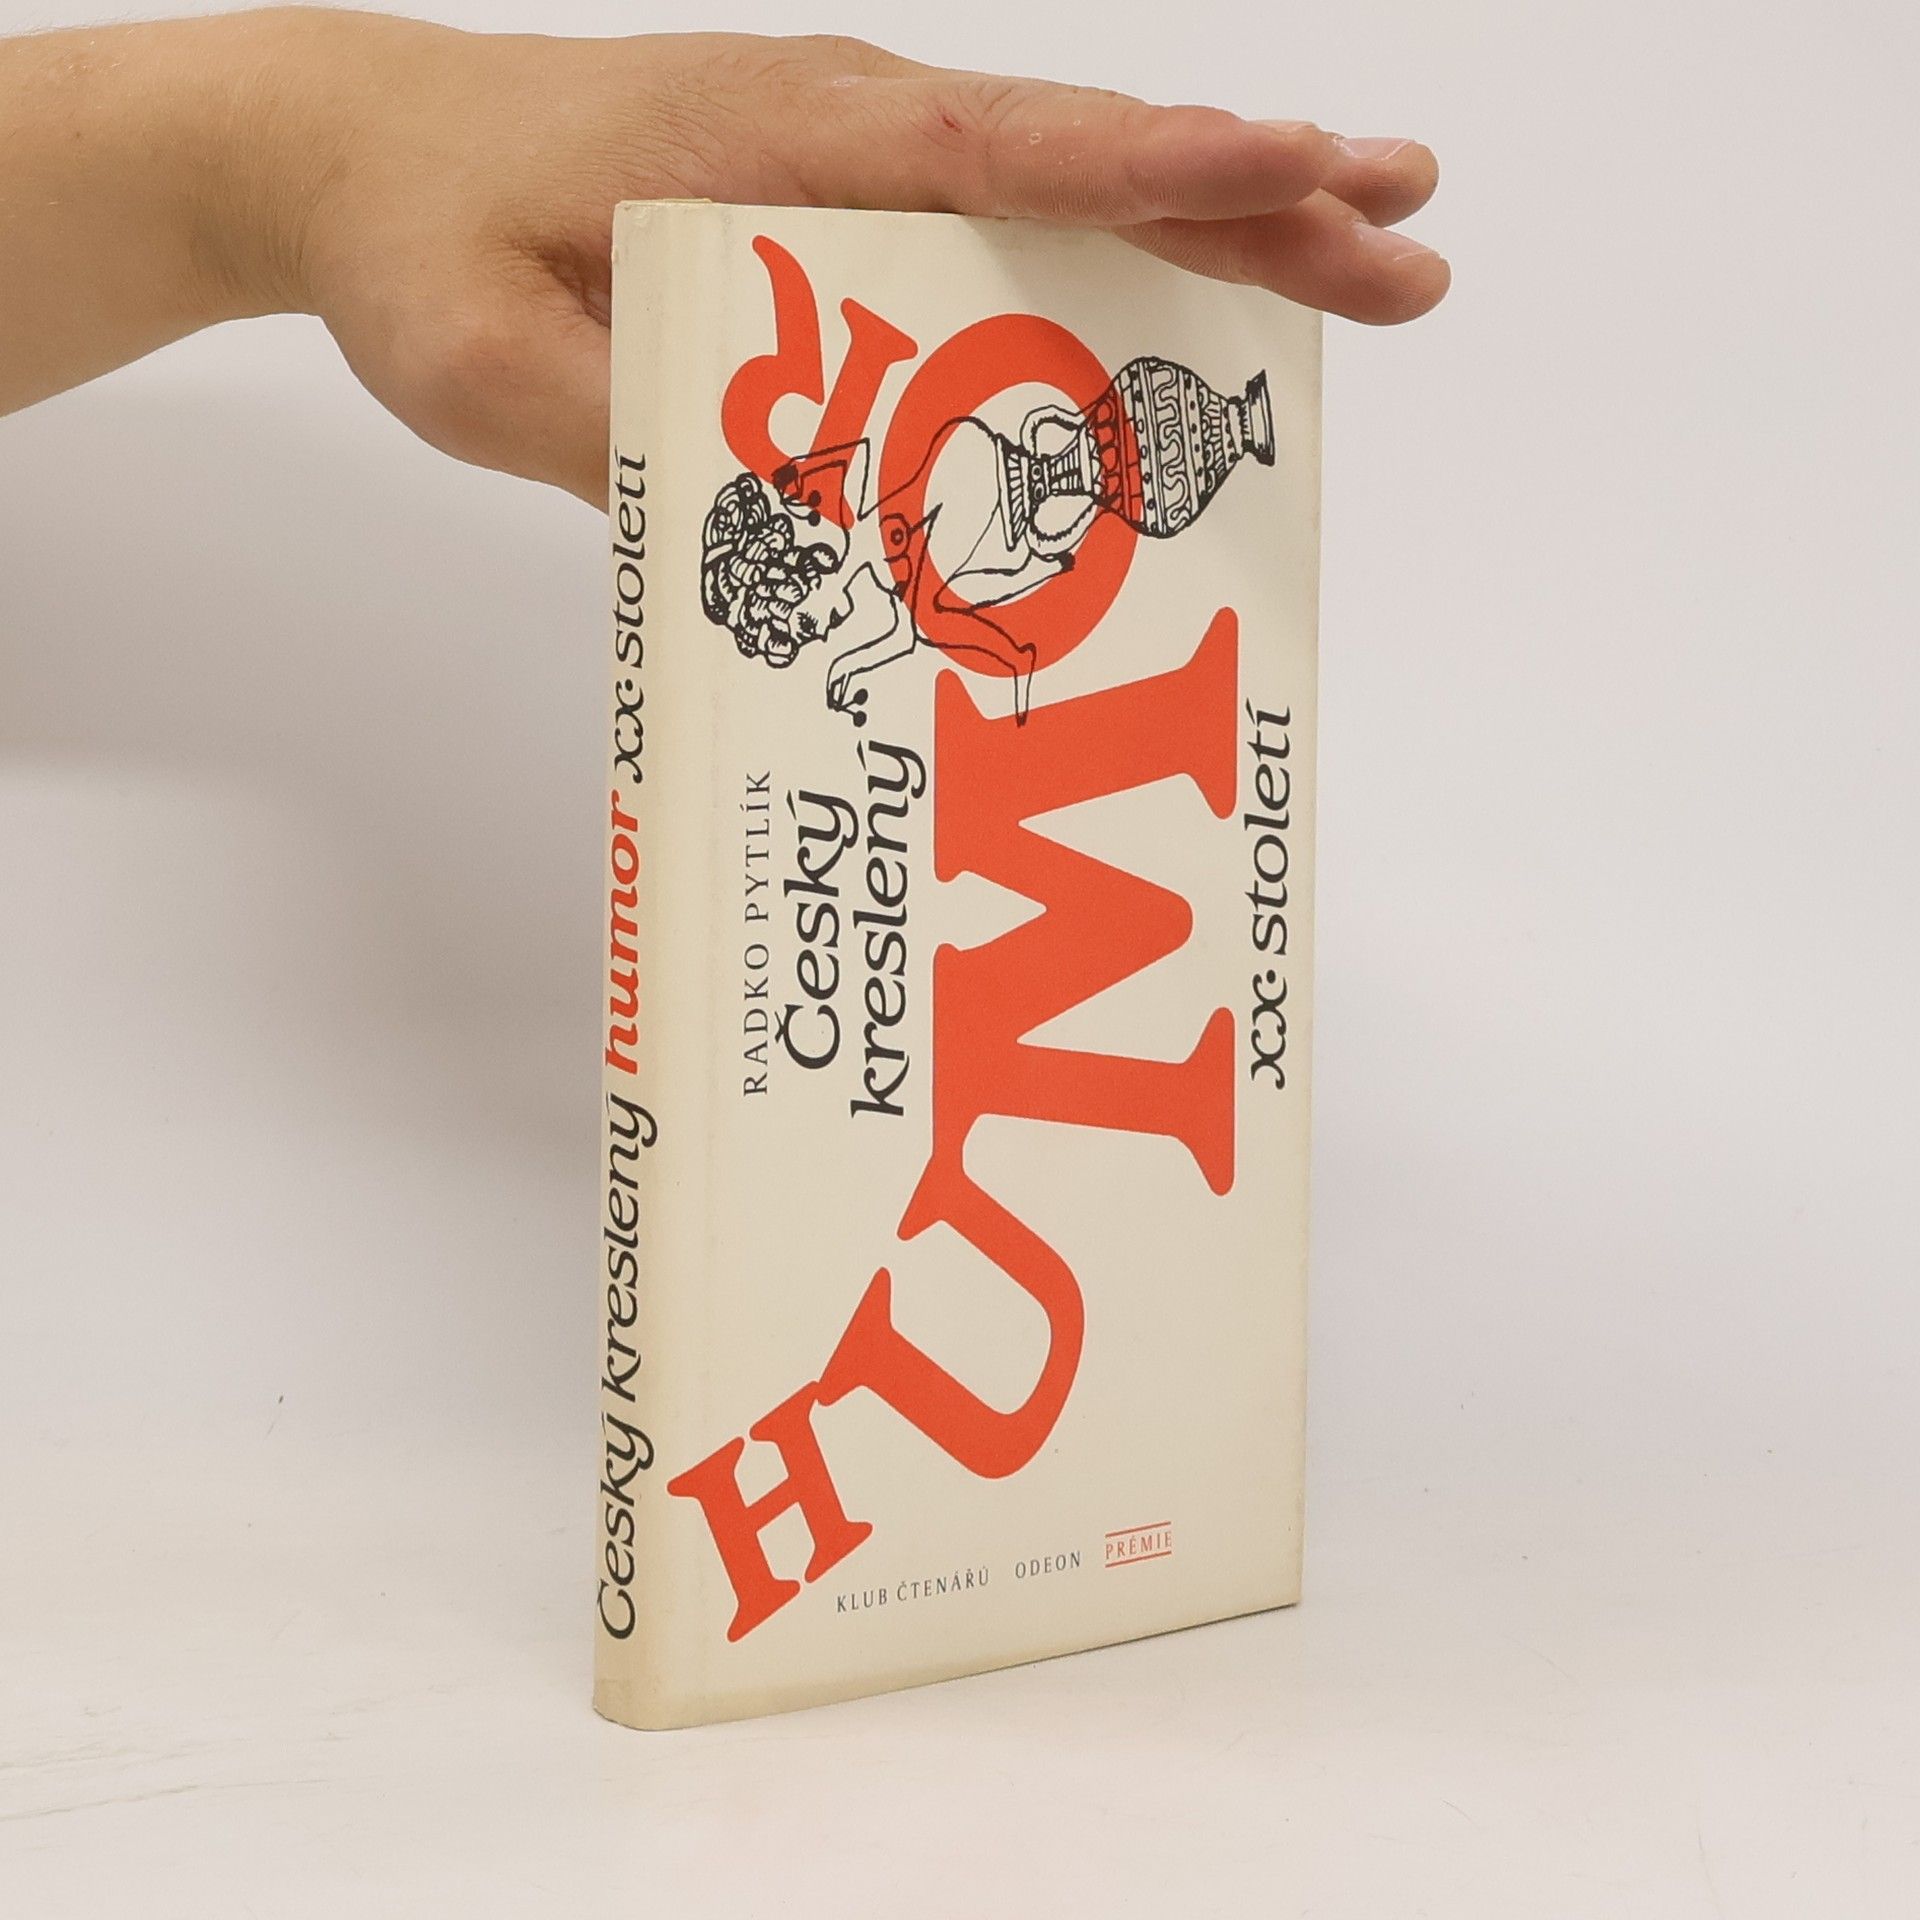 Český kreslený humor xx. století
RADKO PYTLÍK
Český
kreslený
HUMOR
xx. století
KLUB ČTENÁŘŮ ODEON PRÉMIE